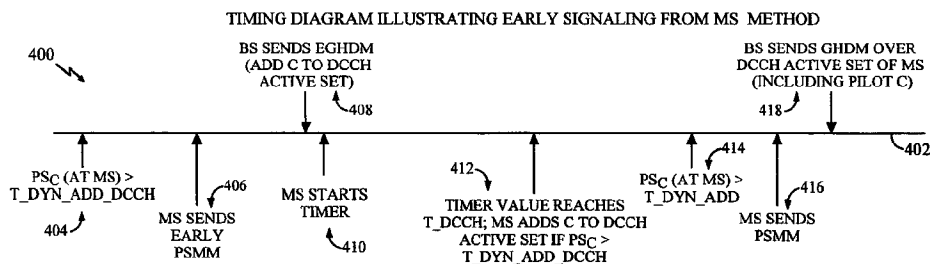 TIMING DIAGRAM ILLUSTRATING EARLY SIGNALING FROM MS METHOD
400
BS SENDS EGHDM
(ADD C TO DCCH
ACTIVE SET)
408
BS SENDS GHDM OVER
DCCH ACTIVE SET OF MS
(INCLUDING PILOT C)
418
402
PSC (AT MS) >
T_DYN_ADD_DCCH
404
406
MS SENDS
EARLY
PSMM
MS STARTS
TIMER
410
412
TIMER VALUE REACHES
T_DCCH; MS ADDS C TO DCCH
ACTIVE SET IF PSC >
T_DYN_ADD_DCCH
414
PSC (AT MS) >
T_DYN_ADD
416
MS SENDS
PSMM